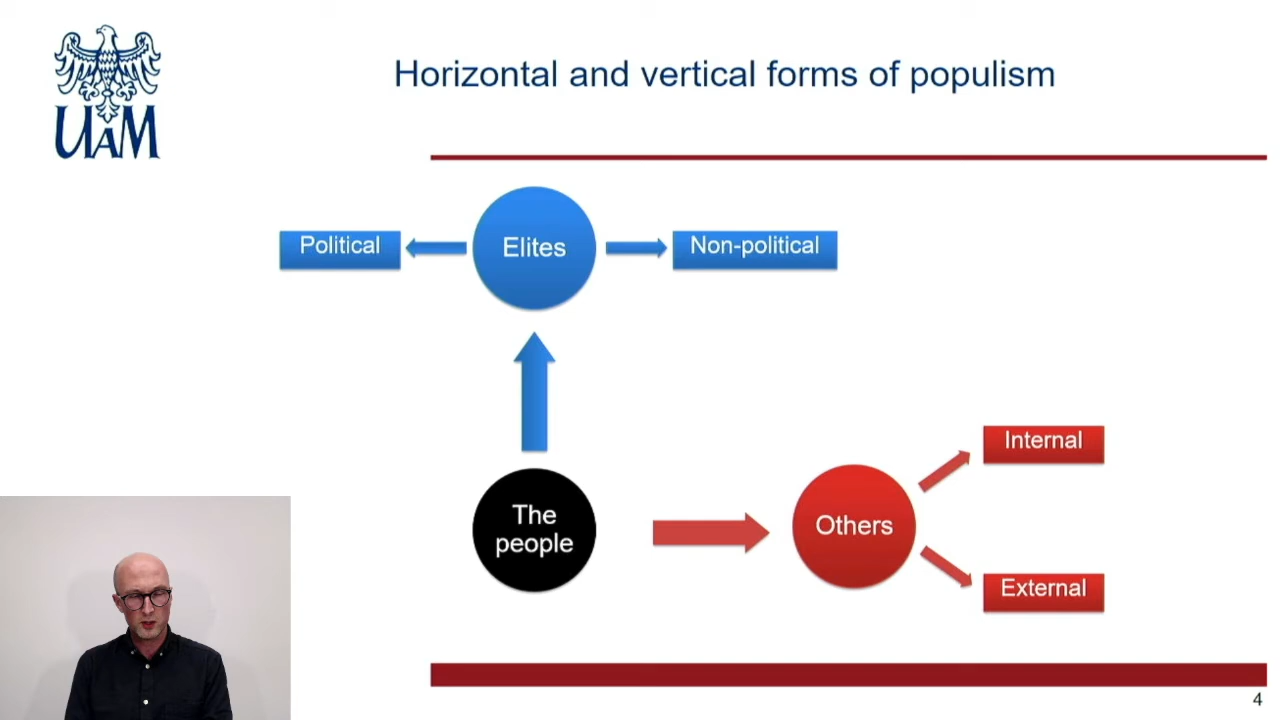 UAM
Horizontal and vertical forms of populism
Political
Elites
Non-political
The
people
Others
Internal
External
4